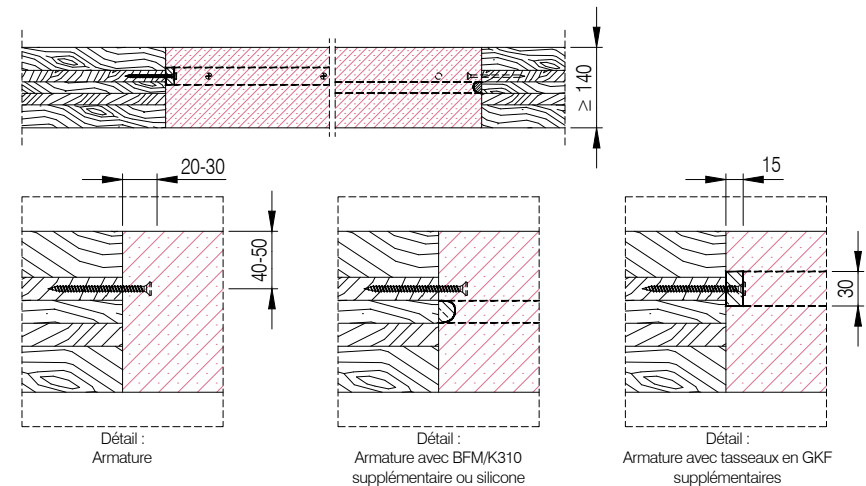 ≥ 140
20-30
40-50
15
30
Détail :
Armature
Détail :
Armature avec BFM/K310
supplémentaire ou silicone
Détail :
Armature avec tasseaux en GKF
supplémentaires